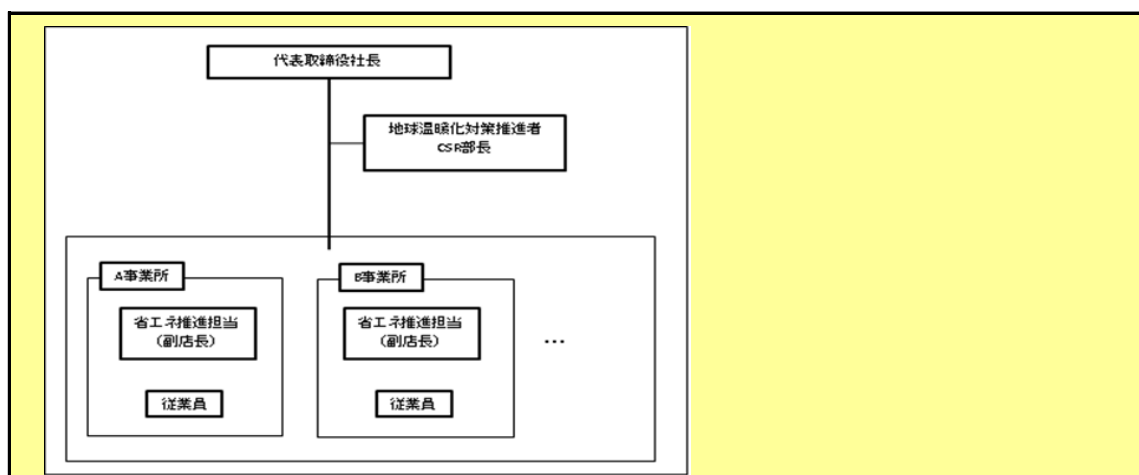 代表取締役社長
地球温暖化対策推進者
CSR部長
A事業所
省エネ推進担当
(副店長)
従業員
B事業所
省エネ推進担当
(副店長)
従業員
…